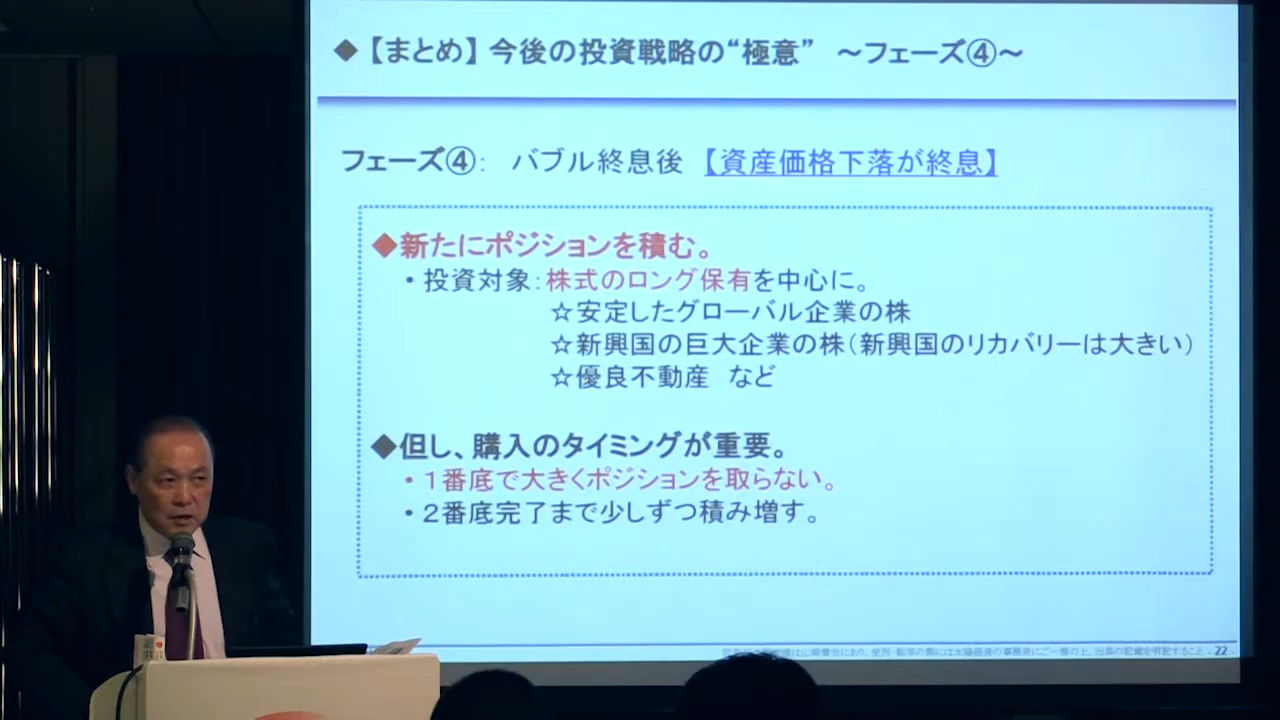 ◆【まとめ】今後の投資戦略の“極意” ～フェーズ④～
フェーズ④： バブル終息後 【資産価格下落が終息】
◆新たにポジションを積む。
・投資対象：株式のロング保有を中心に。
☆安定したグローバル企業の株
☆新興国の巨大企業の株（新興国のリカバリーは大きい）
☆優良不動産 など
◆但し、購入のタイミングが重要。
・１番底で大きくポジションを取らない。
・２番底完了まで少しずつ積み増す。
- 22 -